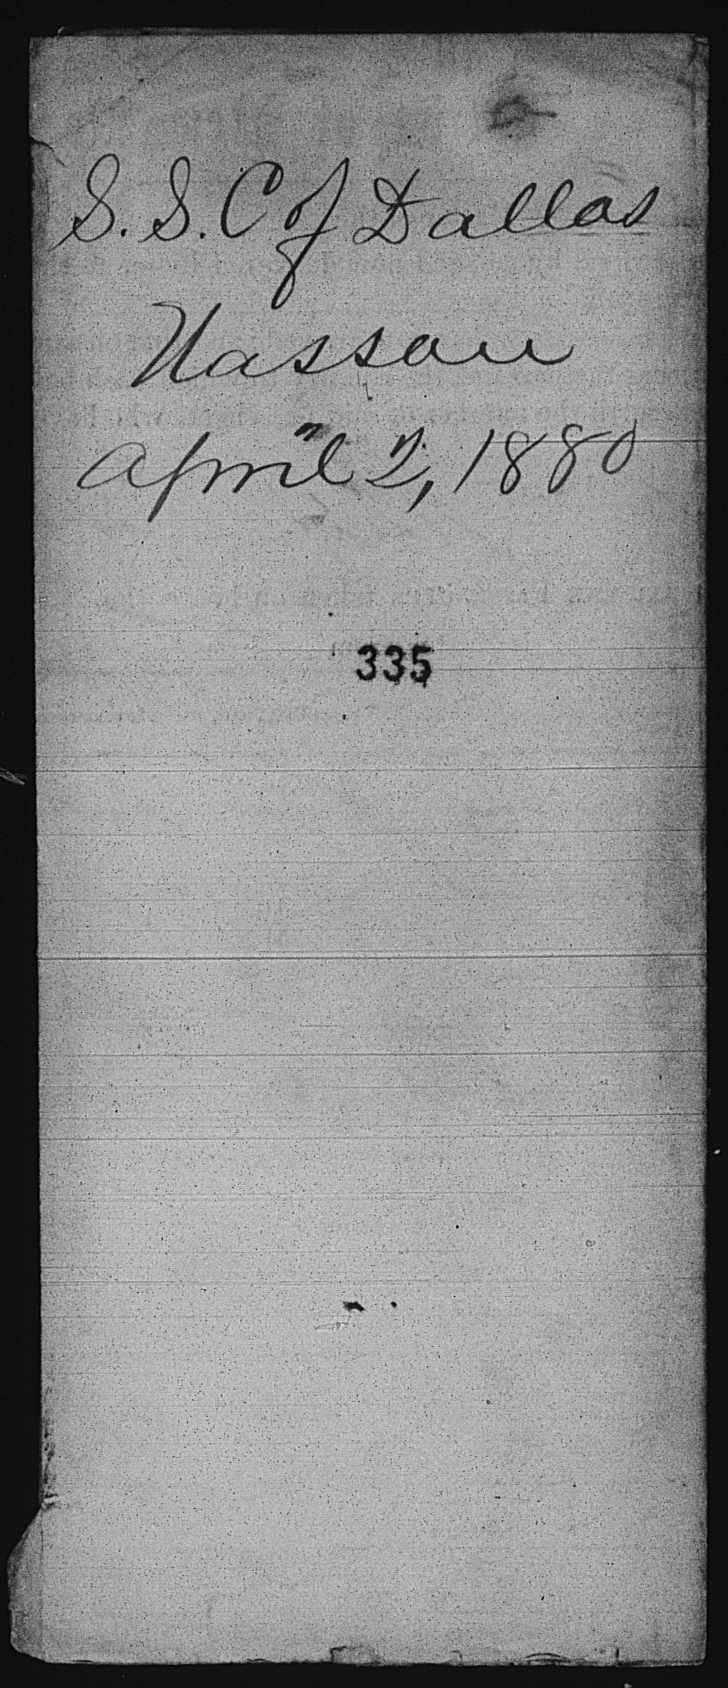 S. S. C of Dallas
Nassau
April 2, 1880
335